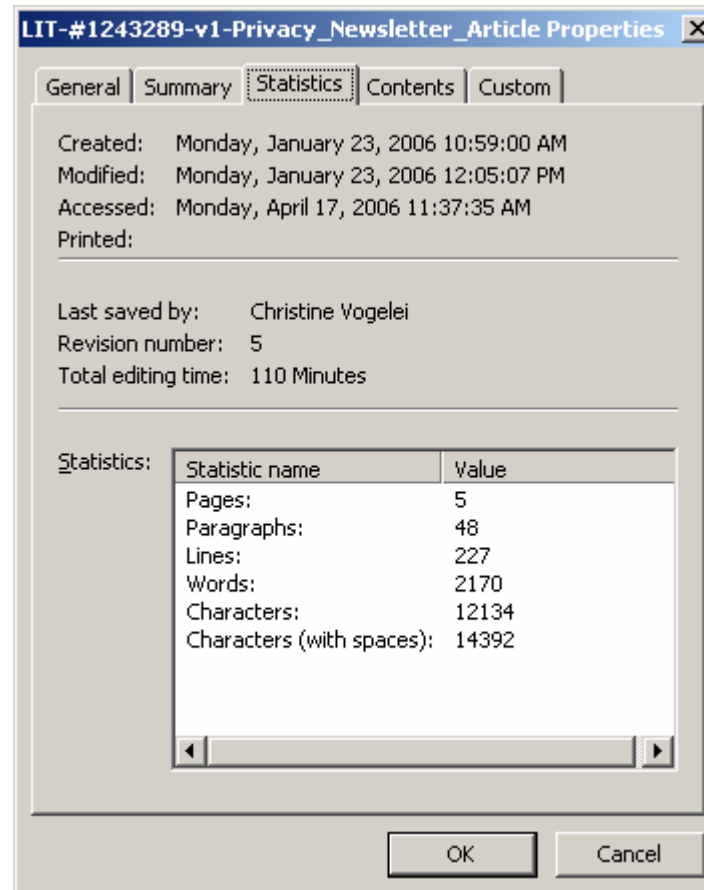 LIT-#1243289-v1-Privacy_Newsletter_Article Properties
General Summary Statistics Contents Custom
Created: Monday, January 23, 2006 10:59:00 AM
Modified: Monday, January 23, 2006 12:05:07 PM
Accessed: Monday, April 17, 2006 11:37:35 AM
Printed:
Last saved by: Christine Vogelei
Revision number: 5
Total editing time: 110 Minutes
Statistics:
Statistic name Value
Pages: 5
Paragraphs: 48
Lines: 227
Words: 2170
Characters: 12134
Characters (with spaces): 14392
OK Cancel